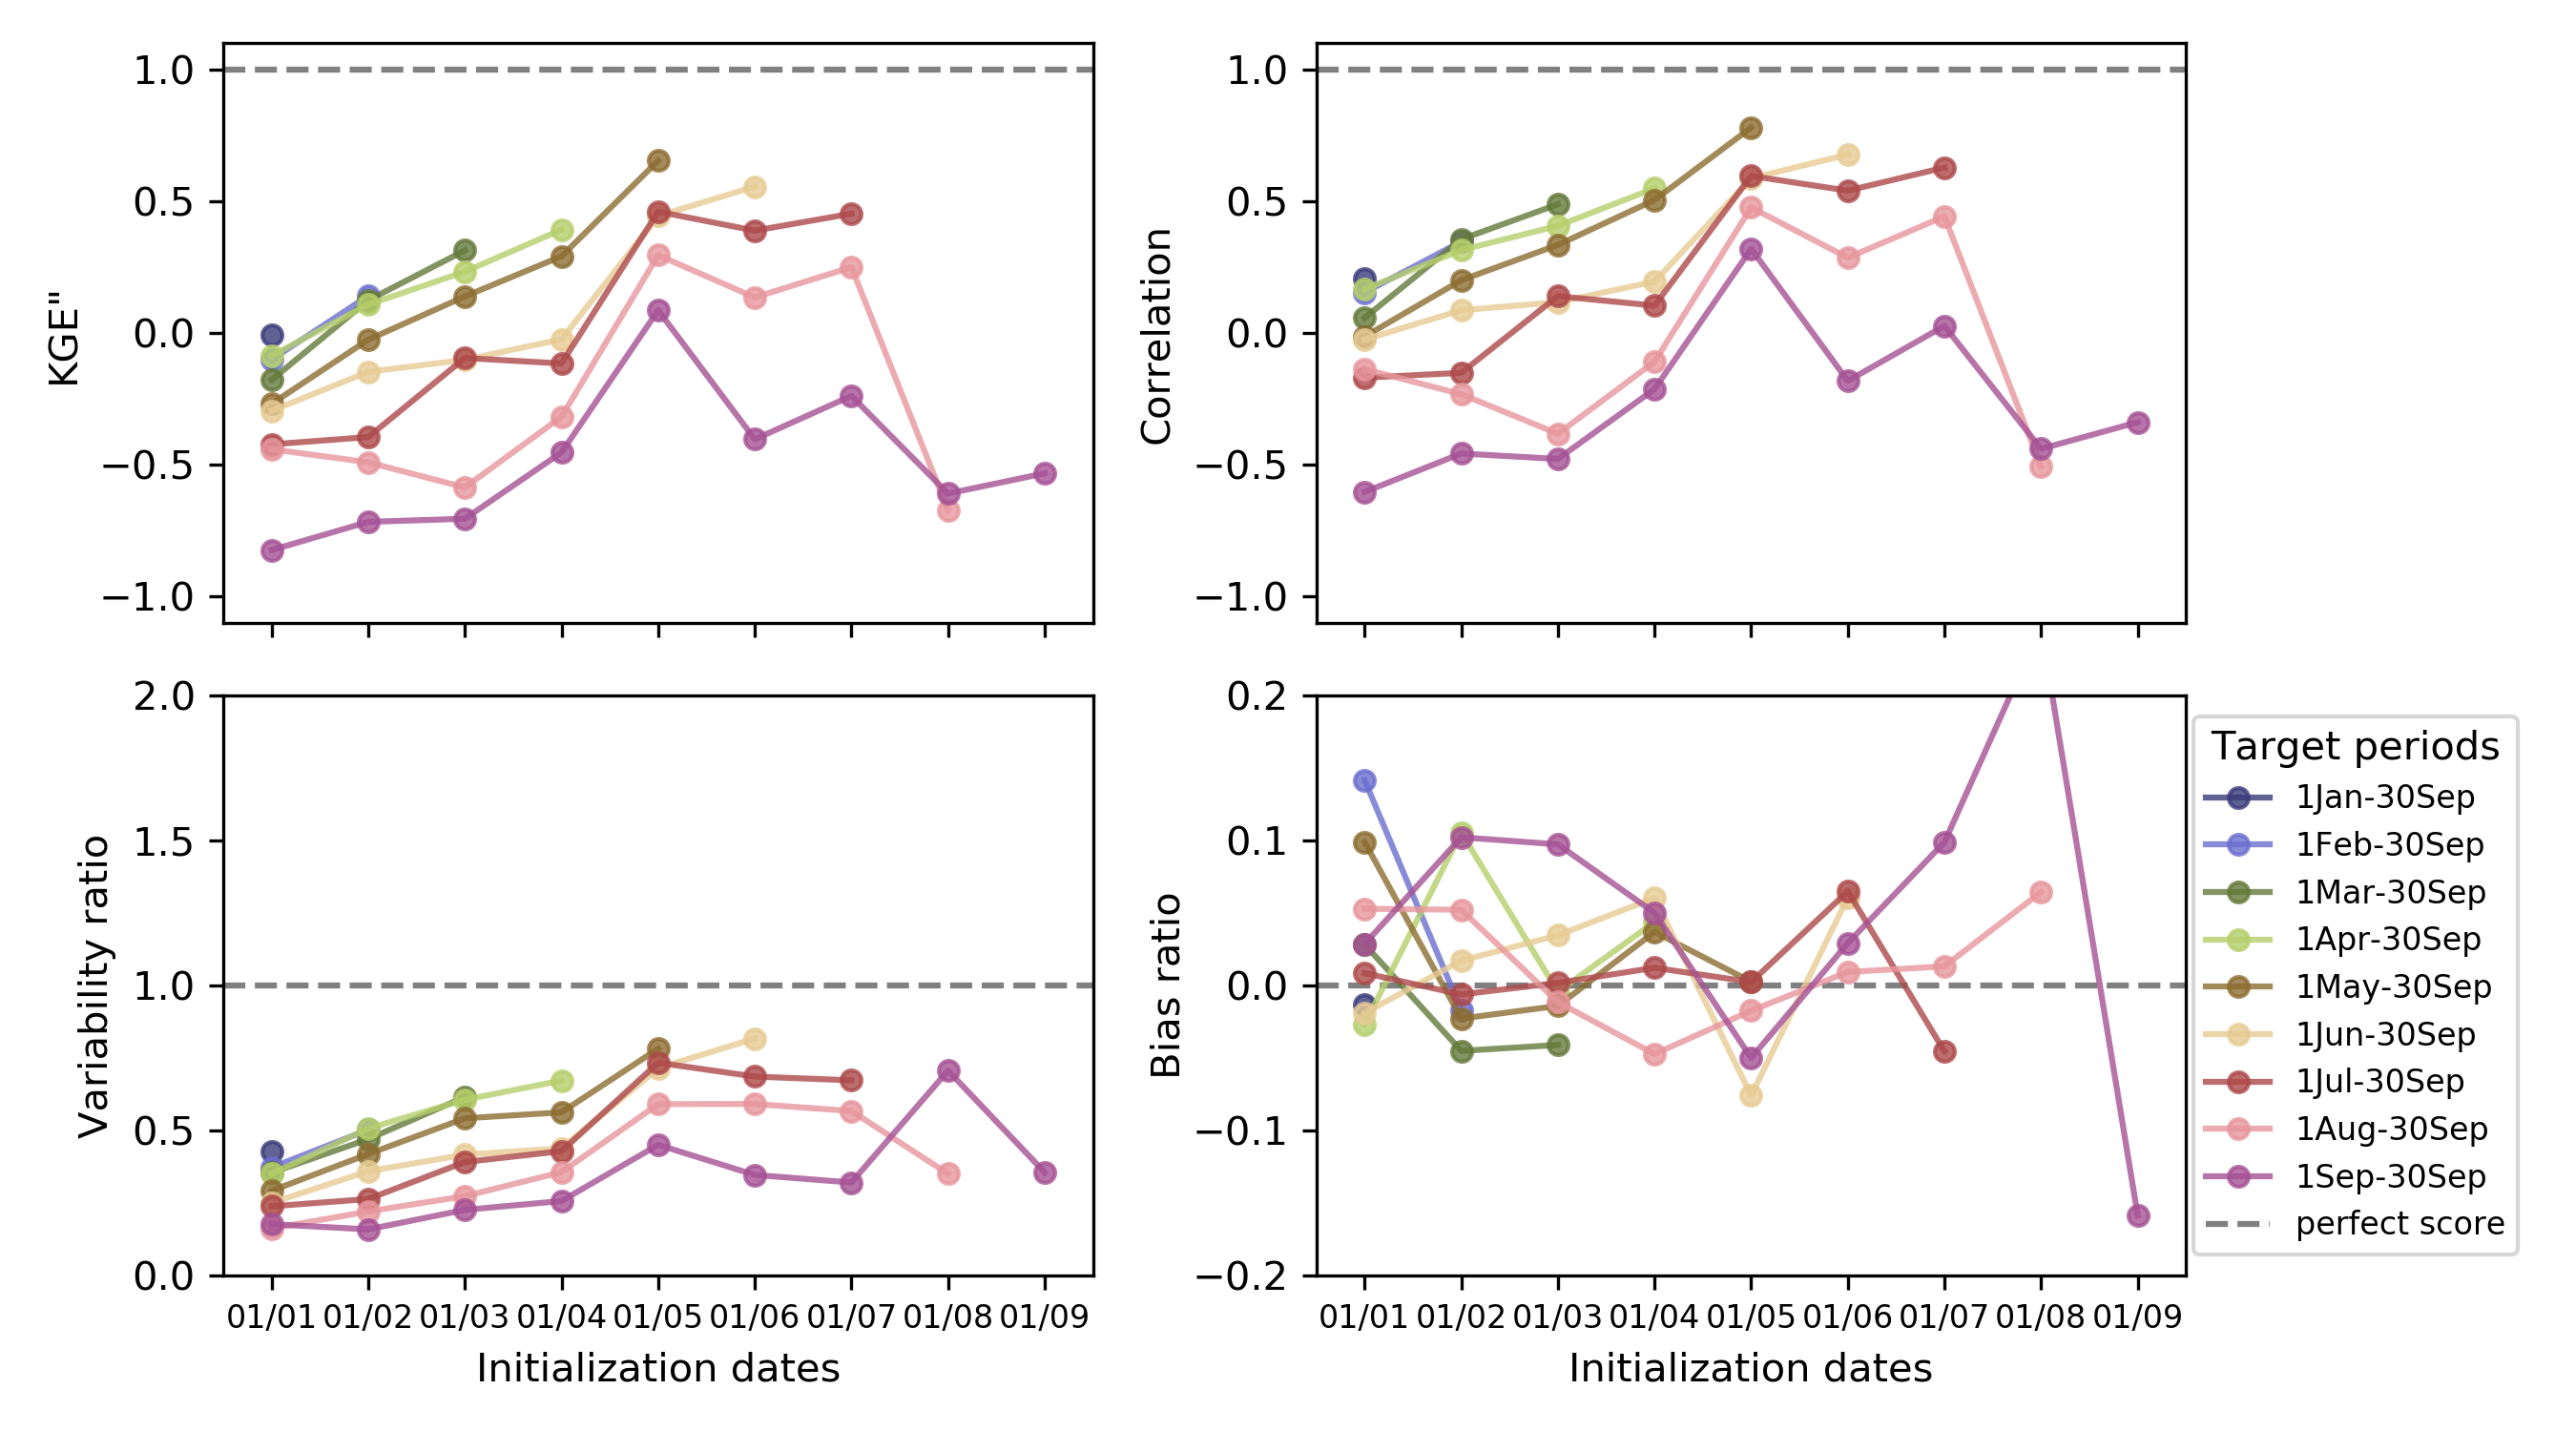 1.0
0.5
0.0
−0.5
−1.0
KGE"
1.0
0.5
0.0
−0.5
−1.0
Correlation
2.0
1.5
1.0
0.5
0.0
Variability ratio
01/01 01/02 01/03 01/04 01/05 01/06 01/07 01/08 01/09
Initialization dates
0.2
0.1
0.0
−0.1
−0.2
Bias ratio
01/01 01/02 01/03 01/04 01/05 01/06 01/07 01/08 01/09
Initialization dates
Target periods
1Jan-30Sep
1Feb-30Sep
1Mar-30Sep
1Apr-30Sep
1May-30Sep
1Jun-30Sep
1Jul-30Sep
1Aug-30Sep
1Sep-30Sep
perfect score